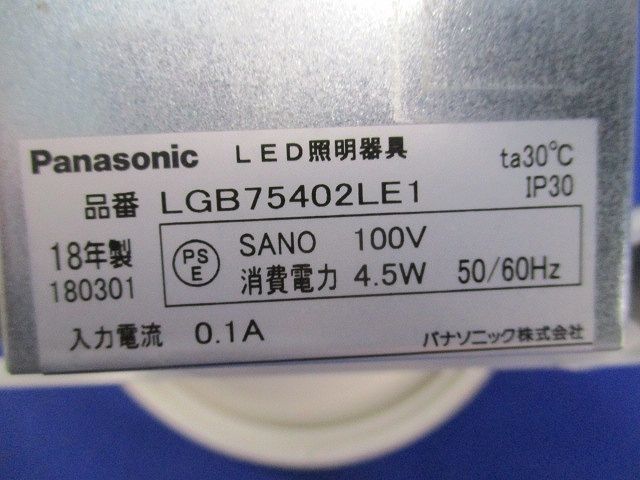 Panasonic LED照明器具 ta30℃
品番 LGB75402LE1 IP30
18年製
180301
PS
E
SANO 100V
消費電力 4.5W 50/60Hz
入力電流 0.1A パナソニック株式会社